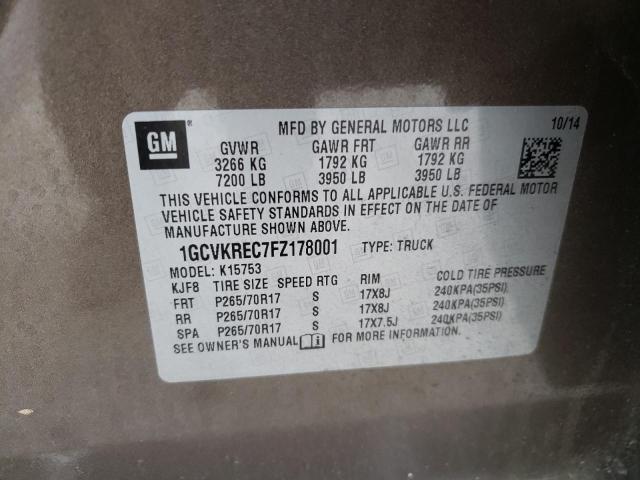 GM ®
MFD BY GENERAL MOTORS LLC 10/14
GVWR GAWR FRT GAWR RR
3266 KG 1792 KG 1792 KG
7200 LB 3950 LB 3950 LB
THIS VEHICLE CONFORMS TO ALL APPLICABLE U.S. FEDERAL MOTOR
VEHICLE SAFETY STANDARDS IN EFFECT ON THE DATE OF
MANUFACTURE SHOWN ABOVE.
1GCVKREC7FZ178001 TYPE: TRUCK
MODEL: K15753
KJF8 TIRE SIZE SPEED RTG RIM COLD TIRE PRESSURE
FRT P265/70R17 S 17X8J 240KPA(35PSI)
RR P265/70R17 S 17X8J 240KPA(35PSI)
SPA P265/70R17 S 17X7.5J 240KPA(35PSI)
SEE OWNER'S MANUAL FOR MORE INFORMATION.